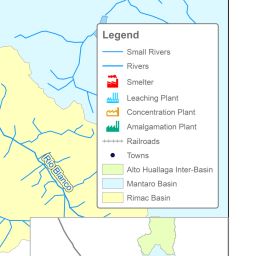 Legend
Small Rivers
Rivers
Smelter
Leaching Plant
Concentration Plant
Amalgamation Plant
Railroads
Towns
Alto Huallaga Inter-Basin
Mantaro Basin
Rimac Basin
Rio Blanco